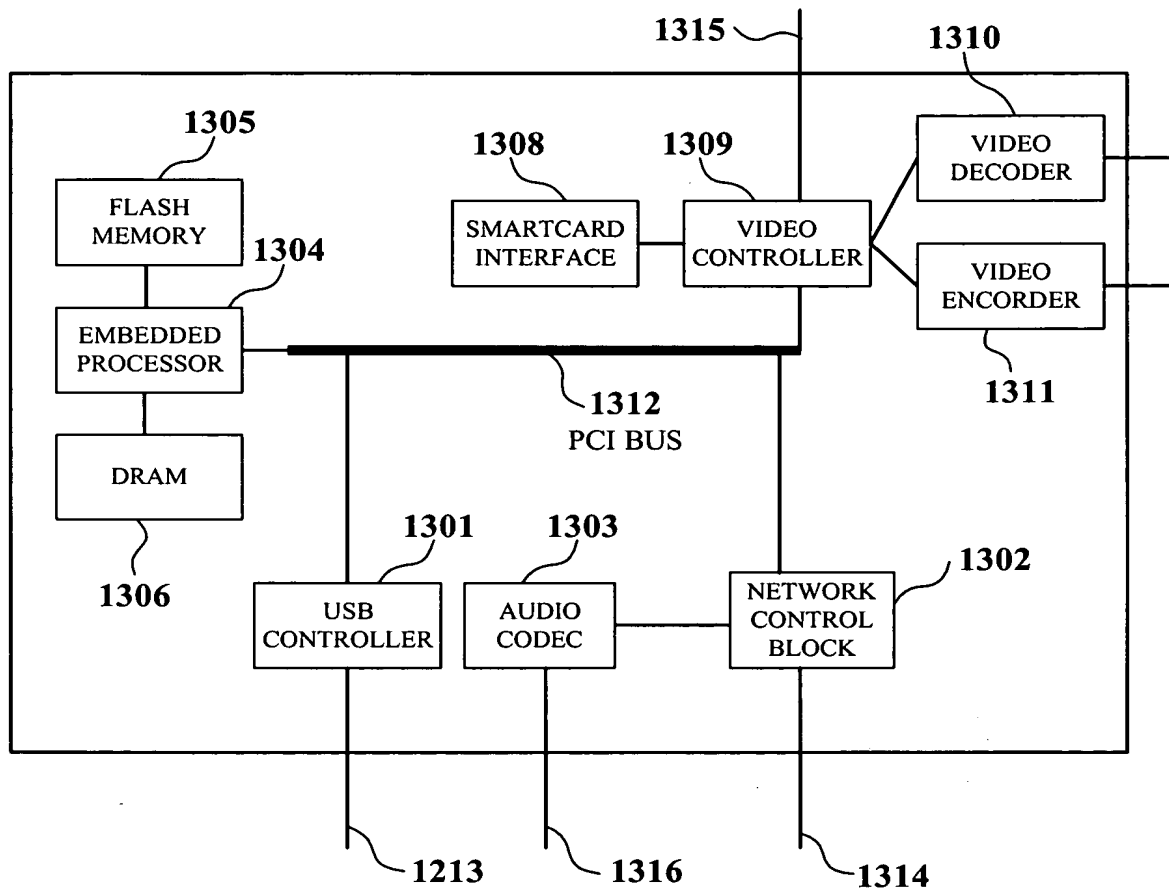 1315
1310
1305
1308
1309
VIDEO
DECODER
FLASH
MEMORY
1304
SMARTCARD
INTERFACE
VIDEO
CONTROLLER
VIDEO
ENCORDER
EMBEDDED
PROCESSOR
1311
1312
PCI BUS
DRAM
1306
1301
1303
1302
USB
CONTROLLER
AUDIO
CODEC
NETWORK
CONTROL
BLOCK
1213
1316
1314